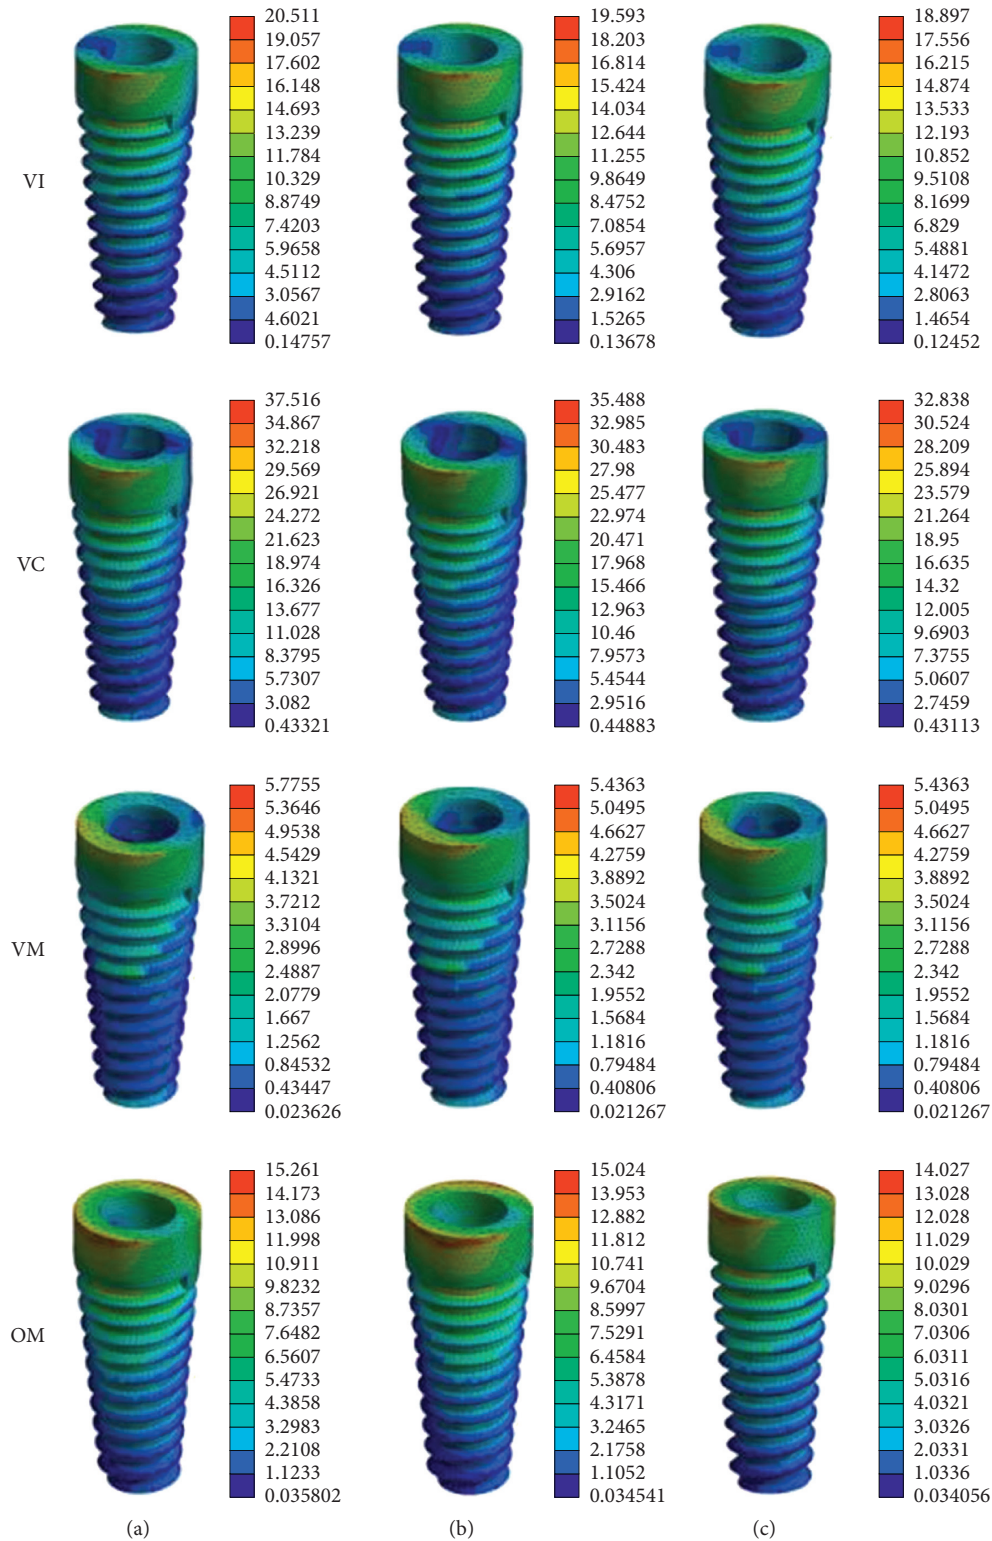 20.511 19.593 18.897
19.057 18.203 17.556
17.602 16.814 16.215
16.148 15.424 14.874
14.693 14.034 13.533
13.239 12.644 12.193
11.784 11.255 10.852
10.329 9.8649 9.5108
VI 8.8749 8.4752 8.1699
7.4203 7.0854 6.829
5.9658 5.6957 5.4881
4.5112 4.306 4.1472
3.0567 2.9162 2.8063
4.6021 1.5265 1.4654
0.14757 0.13678 0.12452
37.516 35.488 32.838
34.867 32.985 30.524
32.218 30.483 28.209
29.569 27.98 25.894
26.921 25.477 23.579
24.272 22.974 21.264
21.623 20.471 18.95
VC 18.974 17.968 16.635
16.326 15.466 14.32
13.677 12.963 12.005
11.028 10.46 9.6903
8.3795 7.9573 7.3755
5.7307 5.4544 5.0607
3.082 2.9516 2.7459
0.43321 0.44883 0.43113
5.7755 5.4363 5.4363
5.3646 5.0495 5.0495
4.9538 4.6627 4.6627
4.5429 4.2759 4.2759
4.1321 3.8892 3.8892
3.7212 3.5024 3.5024
3.3104 3.1156 3.1156
VM 2.8996 2.7288 2.7288
2.4887 2.342 2.342
2.0779 1.9552 1.9552
1.667 1.5684 1.5684
1.2562 1.1816 1.1816
0.84532 0.79484 0.79484
0.43447 0.40806 0.40806
0.023626 0.021267 0.021267
15.261 15.024 14.027
14.173 13.953 13.028
13.086 12.882 12.028
11.998 11.812 11.029
10.911 10.741 10.029
9.8232 9.6704 9.0296
8.7357 8.5997 8.0301
OM 7.6482 7.5291 7.0306
6.5607 6.4584 6.0311
5.4733 5.3878 5.0316
4.3858 4.3171 4.0321
3.2983 3.2465 3.0326
2.2108 2.1758 2.0331
1.1233 1.1052 1.0336
0.035802 0.034541 0.034056
(a) (b) (c)